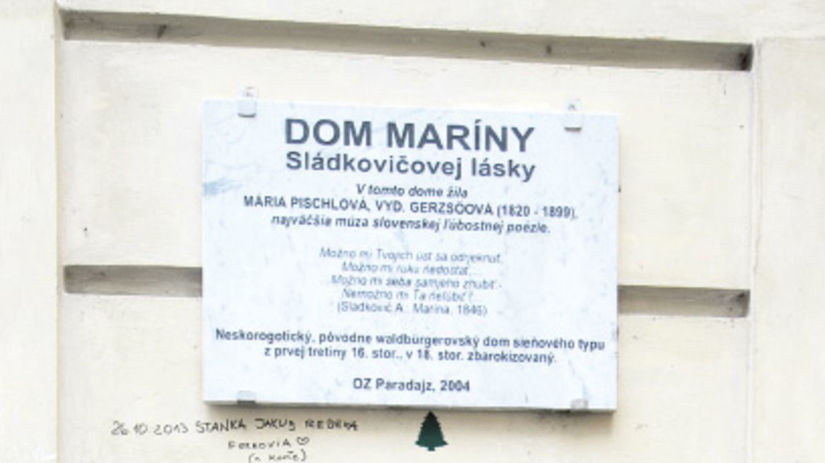 DOM MARÍNY
Sládkovičovej lásky
V tomto dome žila
MÁRIA PISCHLOVÁ, VYD. GERZSÓOVÁ (1820 - 1899),
najväčšia múza slovenskej ľúbostnej poézie.
Možno mi Tvojich úst sa odrjeknuť,
Možno mi ruku nedostať...
Možno mi seba samjeho zhubiť -
Nemožno mi Ťa neľúbiť!
(Sládkovič A.: Marína, 1846)
Neskorogotický, pôvodne waldbürgerovský dom sieňového typu
z prvej tretiny 16. stor., v 18. stor. zbarokizovaný.
OZ Paradajz, 2004
26.10.2013 STANKA JAKUB